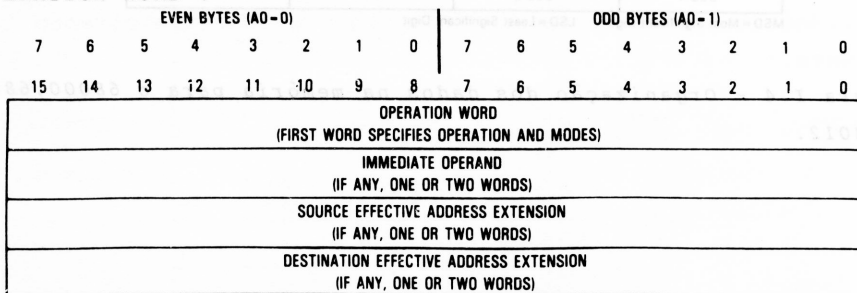 EVEN BYTES (A0-0) ODD BYTES (A0-1)
7 6 5 4 3 2 1 0 7 6 5 4 3 2 1 0
15 14 13 12 11 10 9 8 7 6 5 4 3 2 1 0
OPERATION WORD
(FIRST WORD SPECIFIES OPERATION AND MODES)
IMMEDIATE OPERAND
(IF ANY, ONE OR TWO WORDS)
SOURCE EFFECTIVE ADDRESS EXTENSION
(IF ANY, ONE OR TWO WORDS)
DESTINATION EFFECTIVE ADDRESS EXTENSION
(IF ANY, ONE OR TWO WORDS)